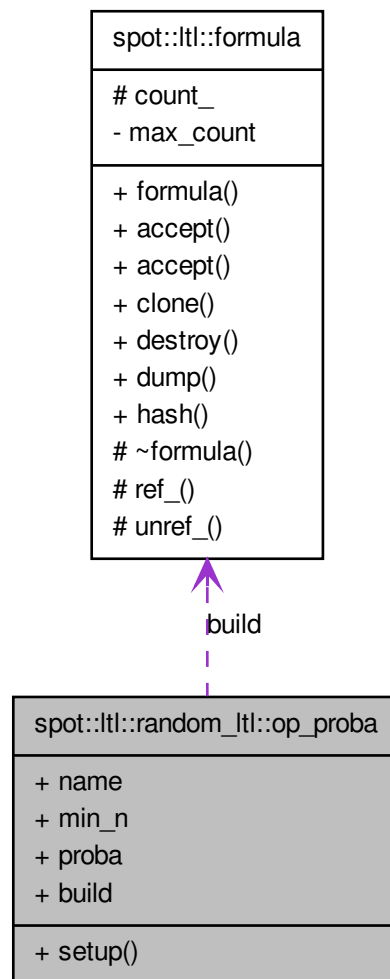 spot::ltl::formula
# count_
- max_count
+ formula()
+ accept()
+ accept()
+ clone()
+ destroy()
+ dump()
+ hash()
# ~formula()
# ref_()
# unref_()
build
spot::ltl::random_ltl::op_proba
+ name
+ min_n
+ proba
+ build
+ setup()